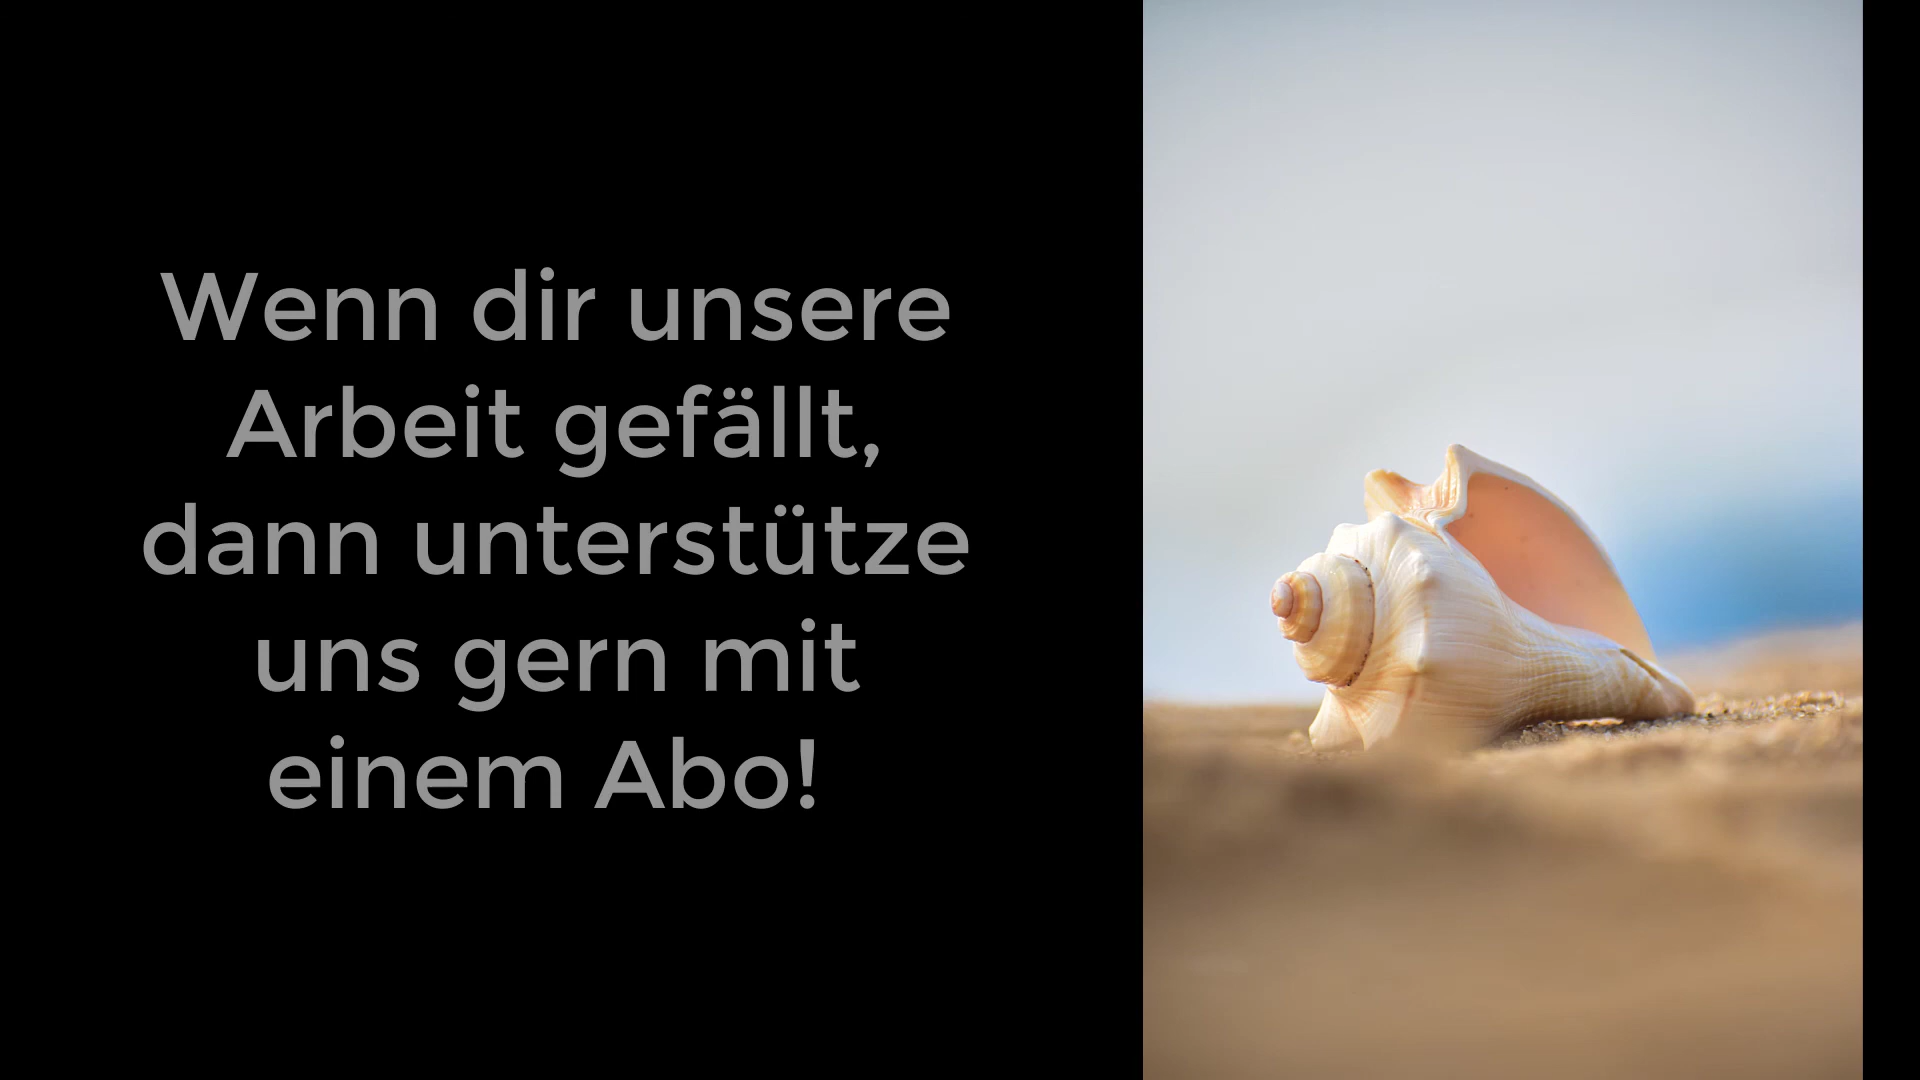 Wenn dir unsere
Arbeit gefällt,
dann unterstütze
uns gern mit
einem Abo!